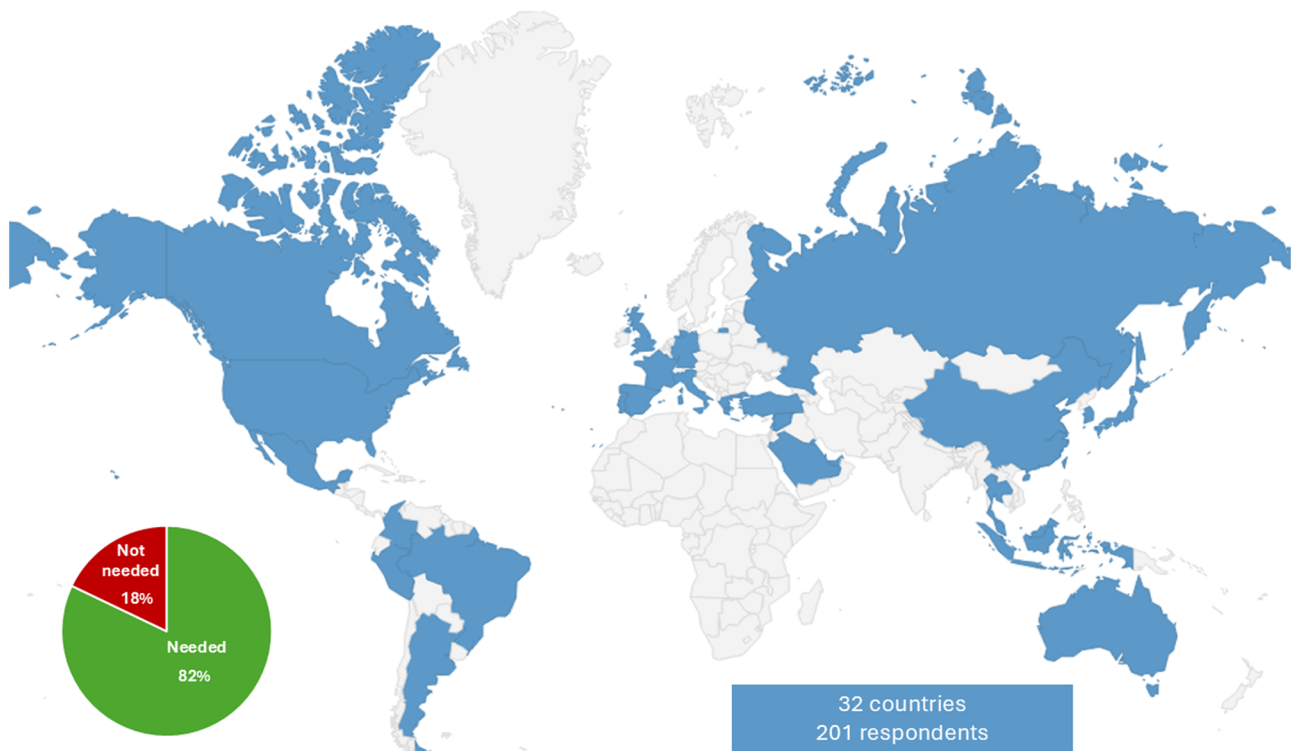 Not
needed
18%
Needed
82%
32 countries
201 respondents